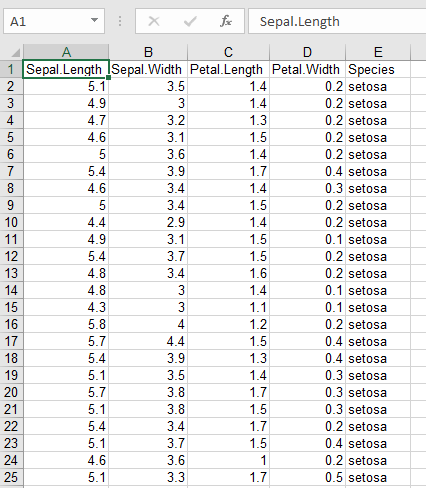 A1 fx Sepal.Length
A B C D E
1 Sepal.Length Sepal.Width Petal.Length Petal.Width Species
2 5.1 3.5 1.4 0.2 setosa
3 4.9 3 1.4 0.2 setosa
4 4.7 3.2 1.3 0.2 setosa
5 4.6 3.1 1.5 0.2 setosa
6 5 3.6 1.4 0.2 setosa
7 5.4 3.9 1.7 0.4 setosa
8 4.6 3.4 1.4 0.3 setosa
9 5 3.4 1.5 0.2 setosa
10 4.4 2.9 1.4 0.2 setosa
11 4.9 3.1 1.5 0.1 setosa
12 5.4 3.7 1.5 0.2 setosa
13 4.8 3.4 1.6 0.2 setosa
14 4.8 3 1.4 0.1 setosa
15 4.3 3 1.1 0.1 setosa
16 5.8 4 1.2 0.2 setosa
17 5.7 4.4 1.5 0.4 setosa
18 5.4 3.9 1.3 0.4 setosa
19 5.1 3.5 1.4 0.3 setosa
20 5.7 3.8 1.7 0.3 setosa
21 5.1 3.8 1.5 0.3 setosa
22 5.4 3.4 1.7 0.2 setosa
23 5.1 3.7 1.5 0.4 setosa
24 4.6 3.6 1 0.2 setosa
25 5.1 3.3 1.7 0.5 setosa